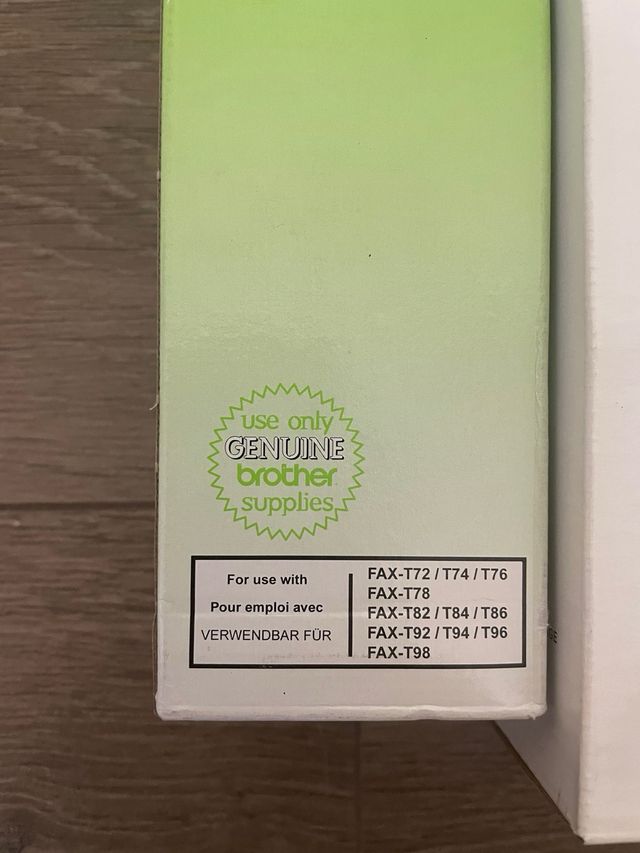 use only
GENUINE
brother
supplies
For use with
Pour emploi avec
VERWENDBAR FÜR
FAX-T72 / T74 / T76
FAX-T78
FAX-T82 / T84 / T86
FAX-T92 / T94 / T96
FAX-T98